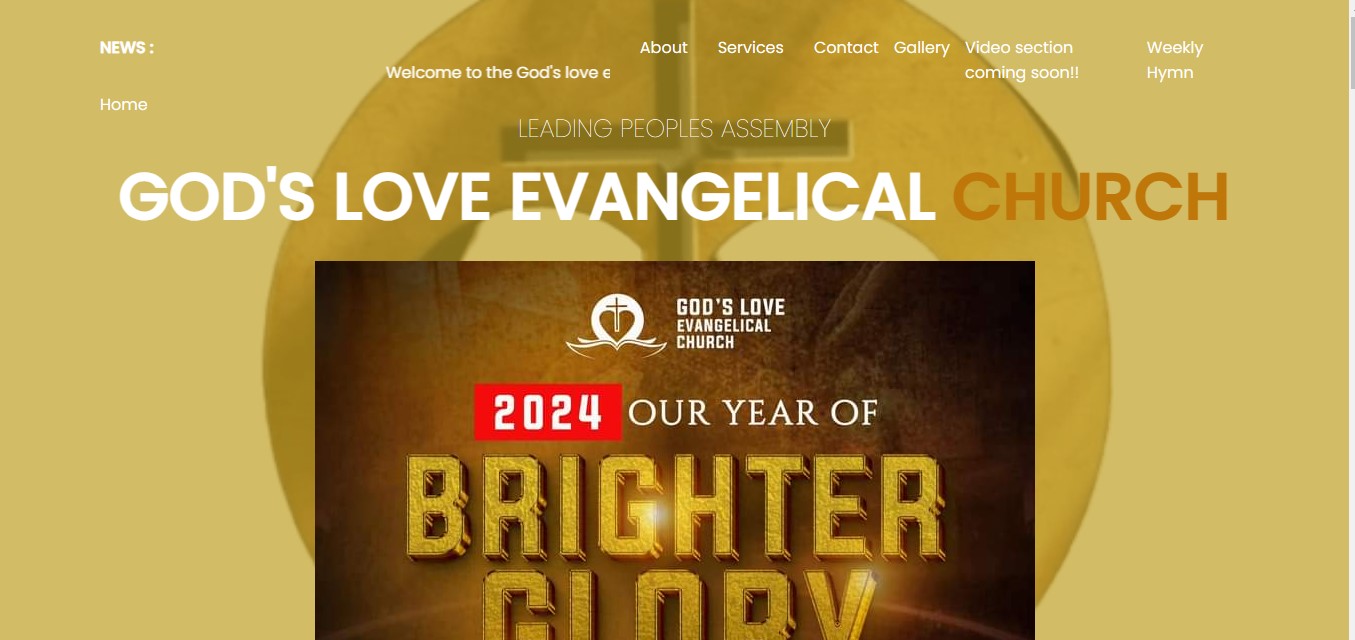 NEWS :
Welcome to the God's love e
Home
About Services Contact Gallery Video section
coming soon!!
Weekly
Hymn
LEADING PEOPLES ASSEMBLY
GOD'S LOVE EVANGELICAL CHURCH
GOD'S LOVE
EVANGELICAL
CHURCH
2024 OUR YEAR OF
BRIGHTER
GLORY